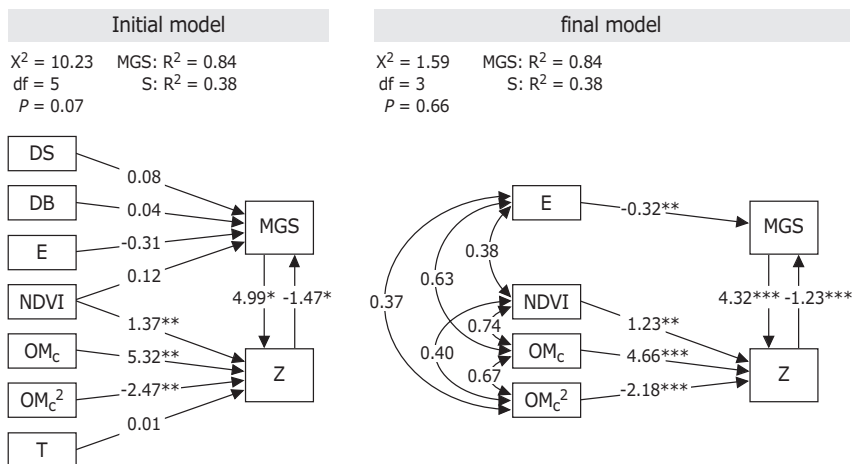 Initial model
X² = 10.23 MGS: R² = 0.84
df = 5 S: R² = 0.38
P = 0.07
DS
DB
E
NDVI
OMc
OMc²
T
0.08
0.04
-0.31
0.12
1.37**
5.32**
-2.47**
0.01
MGS
4.99* -1.47*
Z
final model
X² = 1.59 MGS: R² = 0.84
df = 3 S: R² = 0.38
P = 0.66
E
NDVI
OMc
OMc²
0.37
0.63
0.38
0.74
0.40
0.67
-0.32**
1.23**
4.66***
-2.18***
MGS
4.32*** -1.23***
Z